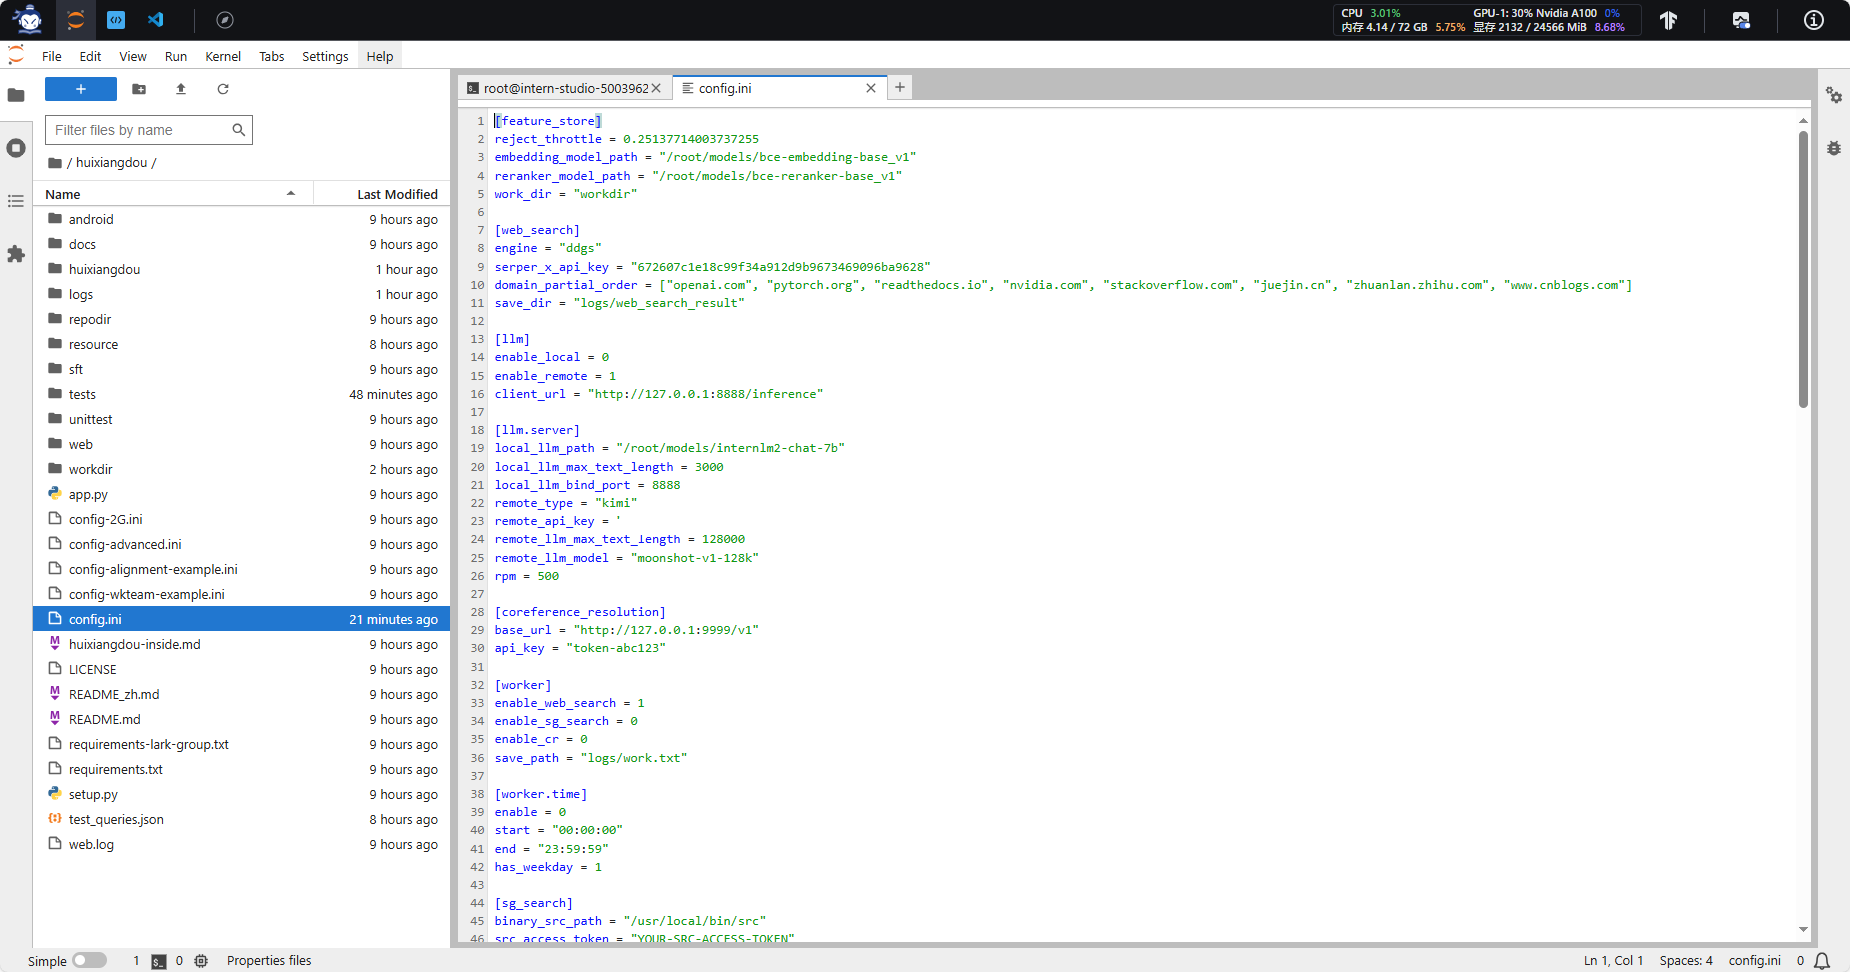 CPU 3.01% GPU-1: 30% Nvidia A100 0%
内存 4.14 / 72 GB 5.75% 显存 2132 / 24566 MiB 8.68%
File Edit View Run Kernel Tabs Settings Help
+
root@intern-studio-5003962
config.ini
Filter files by name
/ huixiangdou /
Name Last Modified
android 9 hours ago
docs 9 hours ago
huixiangdou 1 hour ago
logs 1 hour ago
repodir 9 hours ago
resource 8 hours ago
sft 9 hours ago
tests 48 minutes ago
unittest 9 hours ago
web 9 hours ago
workdir 2 hours ago
app.py 9 hours ago
config-2G.ini 9 hours ago
config-advanced.ini 9 hours ago
config-alignment-example.ini 9 hours ago
config-wkteam-example.ini 9 hours ago
config.ini 21 minutes ago
huixiangdou-inside.md 9 hours ago
LICENSE 9 hours ago
README_zh.md 9 hours ago
README.md 9 hours ago
requirements-lark-group.txt 9 hours ago
requirements.txt 9 hours ago
setup.py 9 hours ago
test_queries.json 8 hours ago
web.log 9 hours ago
1 [feature_store]
2 reject_throttle = 0.25137714003737255
3 embedding_model_path = "/root/models/bce-embedding-base_v1"
4 reranker_model_path = "/root/models/bce-reranker-base_v1"
5 work_dir = "workdir"
6
7 [web_search]
8 engine = "ddgs"
9 serper_x_api_key = "672607c1e18c99f34a912d9b9673469096ba9628"
10 domain_partial_order = ["openai.com", "pytorch.org", "readthedocs.io", "nvidia.com", "stackoverflow.com", "juejin.cn", "zhuanlan.zhihu.com", "www.cnblogs.com"]
11 save_dir = "logs/web_search_result"
12
13 [llm]
14 enable_local = 0
15 enable_remote = 1
16 client_url = "http://127.0.0.1:8888/inference"
17
18 [llm.server]
19 local_llm_path = "/root/models/internlm2-chat-7b"
20 local_llm_max_text_length = 3000
21 local_llm_bind_port = 8888
22 remote_type = "kimi"
23 remote_api_key = '
24 remote_llm_max_text_length = 128000
25 remote_llm_model = "moonshot-v1-128k"
26 rpm = 500
27
28 [coreference_resolution]
29 base_url = "http://127.0.0.1:9999/v1"
30 api_key = "token-abc123"
31
32 [worker]
33 enable_web_search = 1
34 enable_sg_search = 0
35 enable_cr = 0
36 save_path = "logs/work.txt"
37
38 [worker.time]
39 enable = 0
40 start = "00:00:00"
41 end = "23:59:59"
42 has_weekday = 1
43
44 [sg_search]
45 binary_src_path = "/usr/local/bin/src"
46 src_access_token = "YOUR-SRC-ACCESS-TOKEN"
Simple 1 0 Properties files Ln 1, Col 1 Spaces: 4 config.ini 0